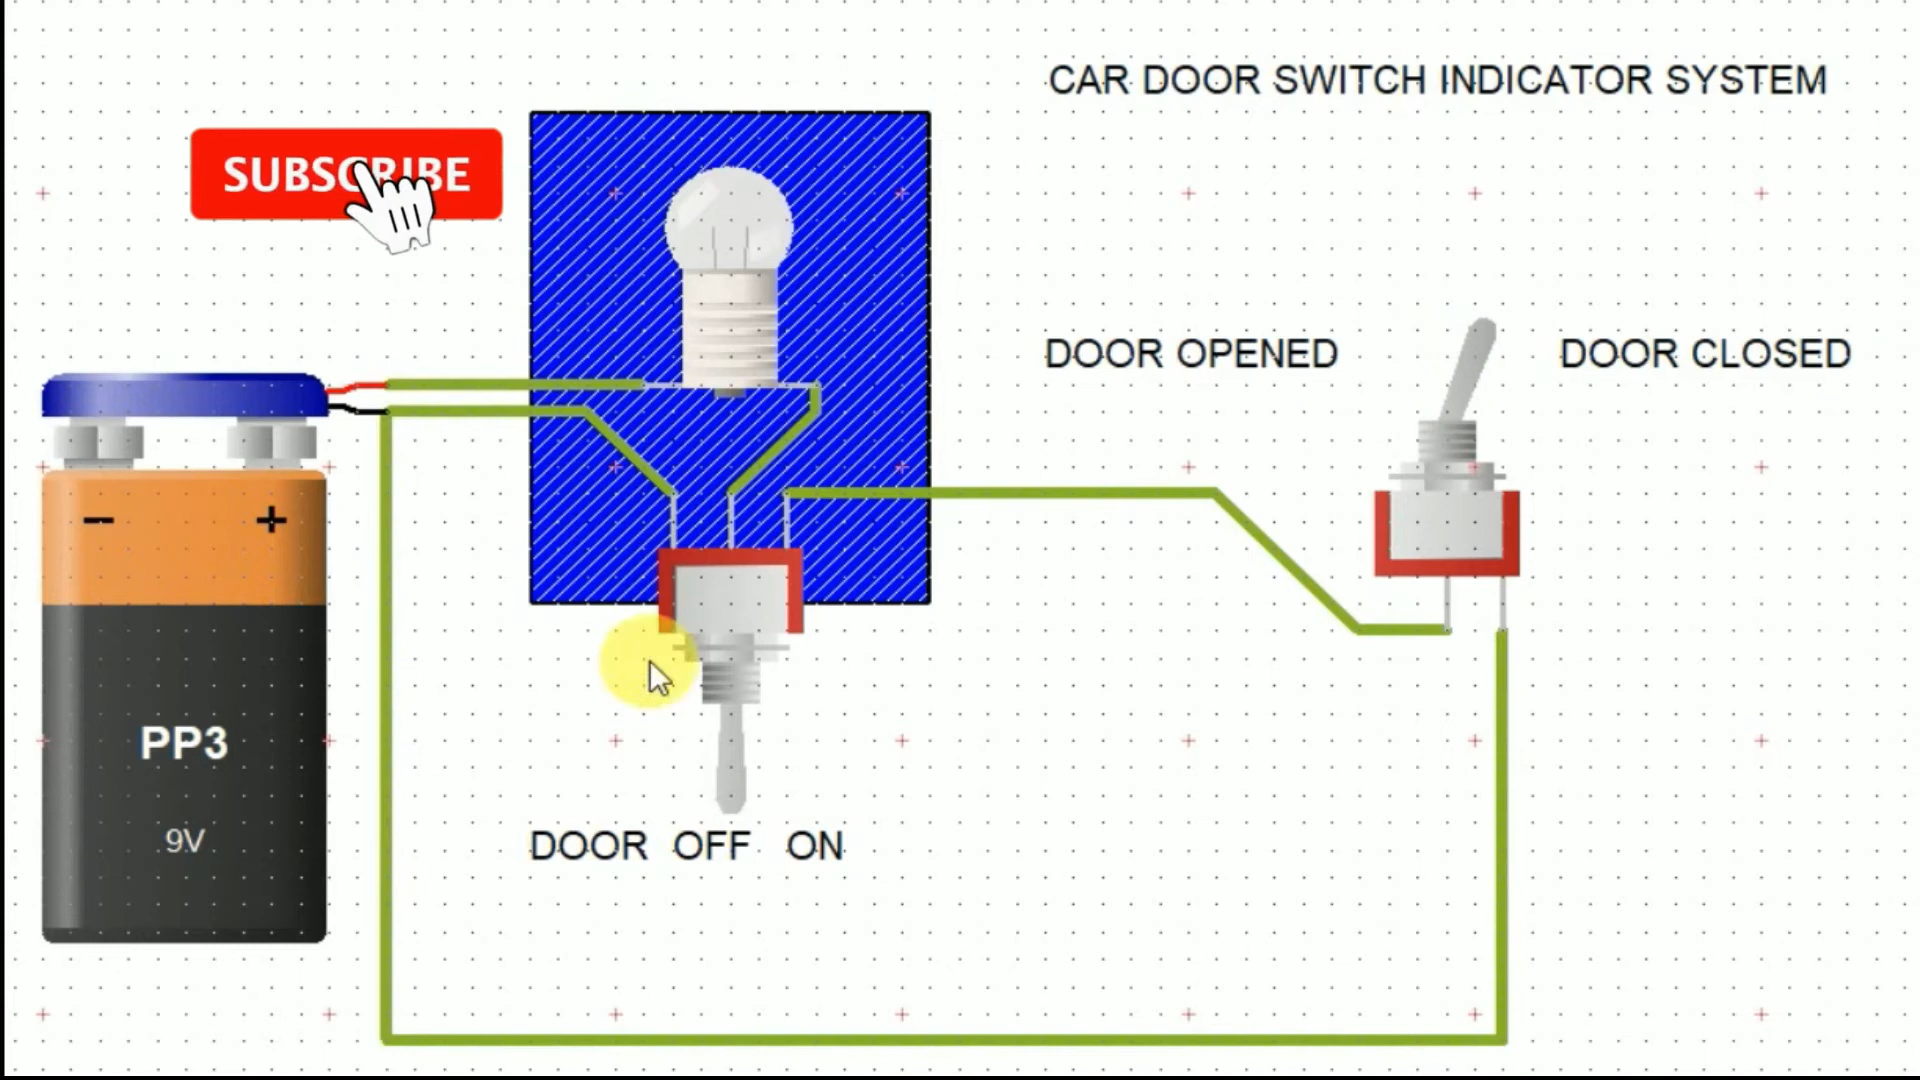 CAR DOOR SWITCH INDICATOR SYSTEM
SUBSCRIBE
DOOR OPENED
DOOR CLOSED
− +
PP3
9V
DOOR OFF ON